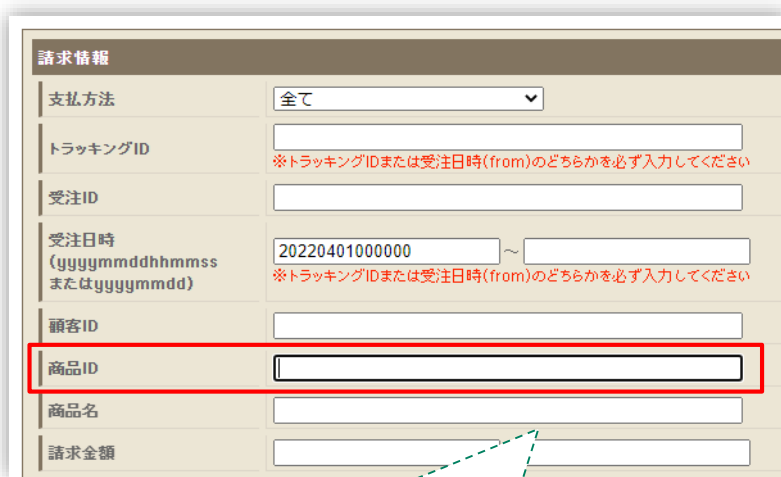 請求情報
支払方法 全て
トラッキングID
※トラッキングIDまたは受注日時(from)のどちらかを必ず入力してください
受注ID
受注日時
(yyyymmddhhmmss
またはyyyymmdd)
20220401000000 ～
※トラッキングIDまたは受注日時(from)のどちらかを必ず入力してください
顧客ID
商品ID
商品名
請求金額